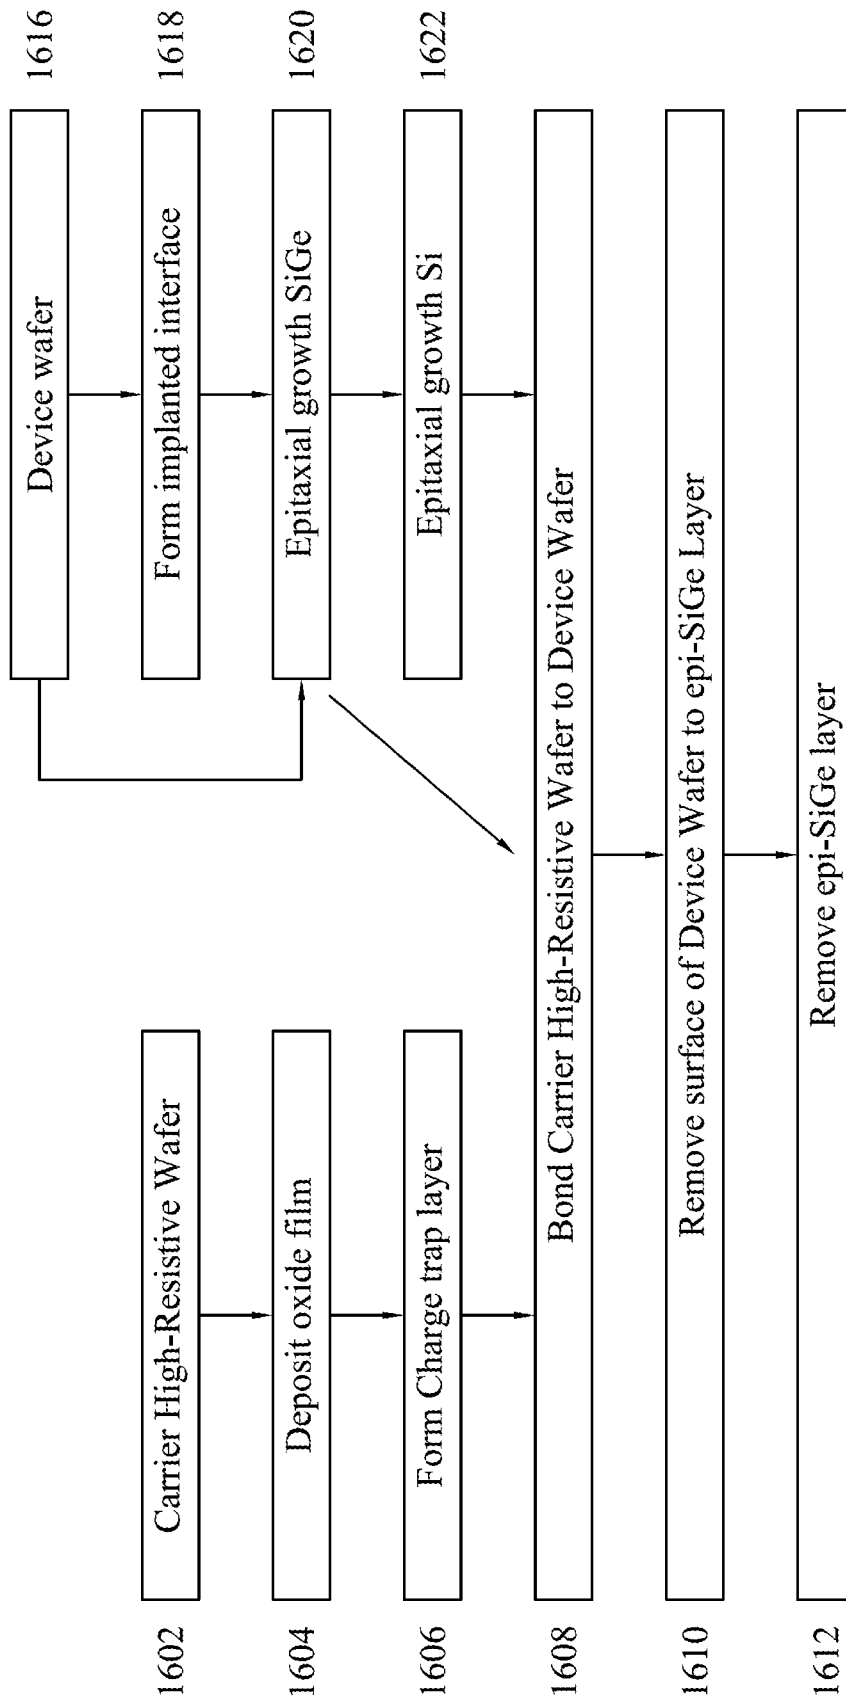 1602
Carrier High-Resistive Wafer
1604
Deposit oxide film
1606
Form Charge trap layer
Device wafer
1616
Form implanted interface
1618
Epitaxial growth SiGe
1620
Epitaxial growth Si
1622
1608
Bond Carrier High-Resistive Wafer to Device Wafer
1610
Remove surface of Device Wafer to epi-SiGe Layer
1612
Remove epi-SiGe layer